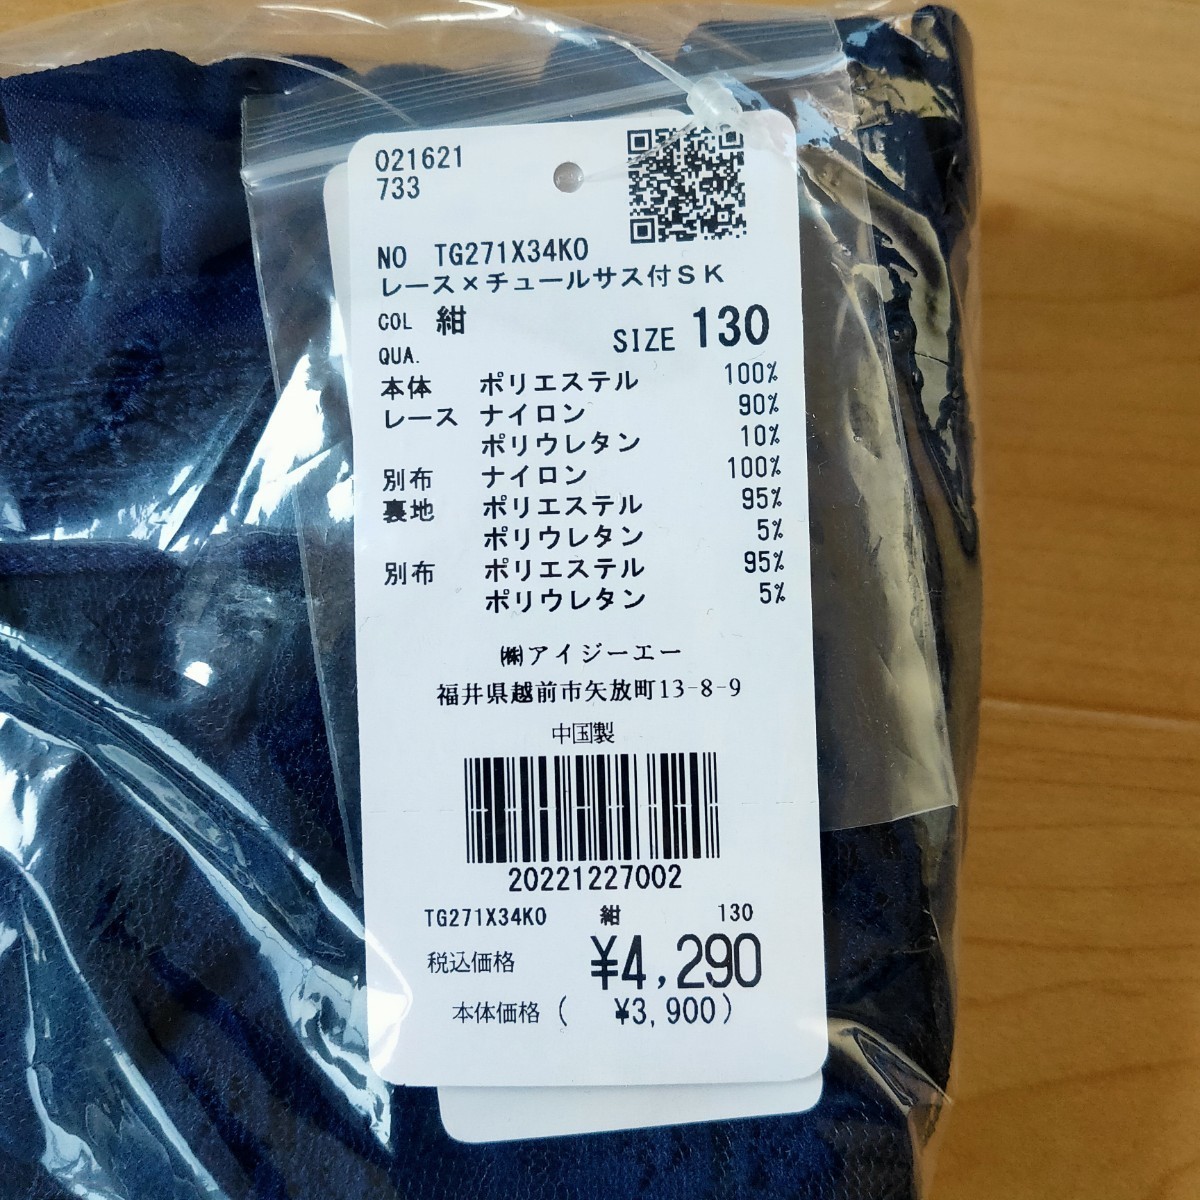 021621
733
NO TG271X34KO
レース×チュールサス付ＳＫ
COL 紺
SIZE 130
QUA.
本体 ポリエステル 100%
レース ナイロン 90%
ポリウレタン 10%
別布 ナイロン 100%
裏地 ポリエステル 95%
ポリウレタン 5%
別布 ポリエステル 95%
ポリウレタン 5%
㈱アイジーエー
福井県越前市矢放町13-8-9
中国製
20221227002
TG271X34KO 紺 130
税込価格 ¥4,290
本体価格( ¥3,900)